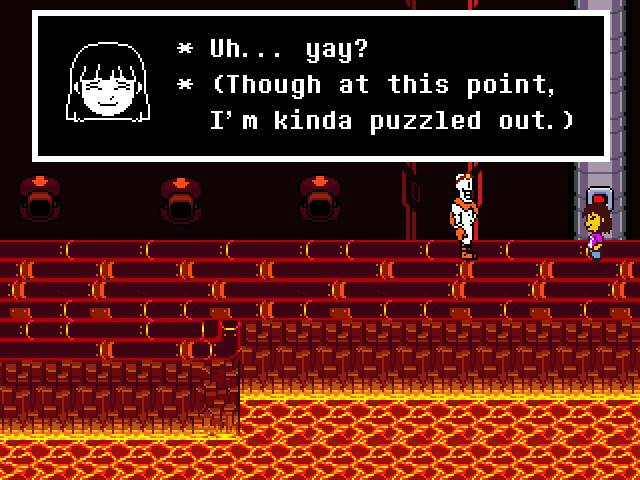 * Uh... yay?
* (Though at this point,
I'm kinda puzzled out.)